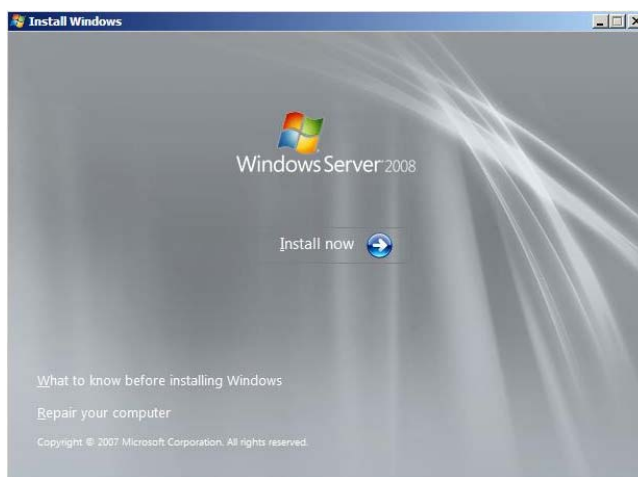 Install Windows
Windows Server 2008
Install now
What to know before installing Windows
Repair your computer
Copyright © 2007 Microsoft Corporation. All rights reserved.